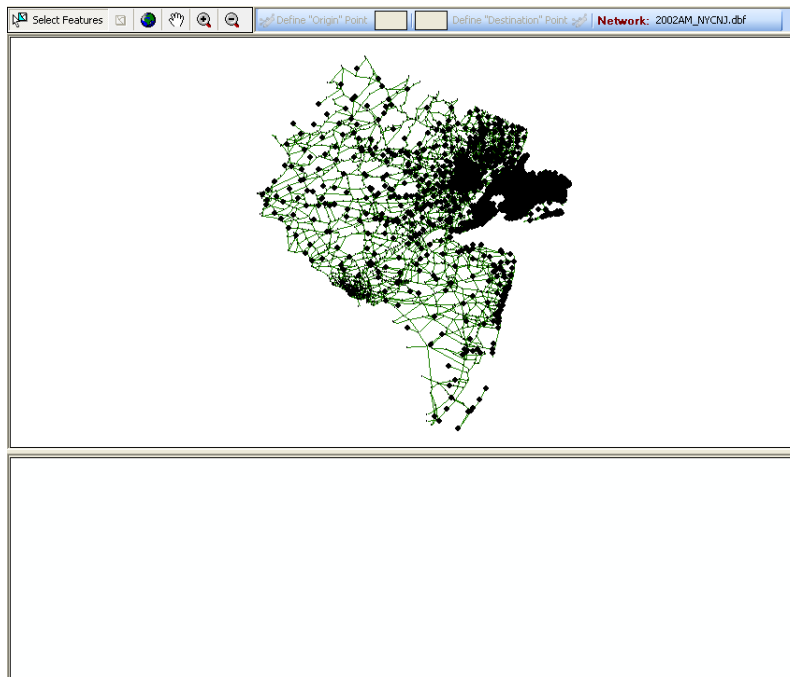 Select Features Define "Origin" Point Define "Destination" Point Network: 2002AM_NYCNJ.dbf